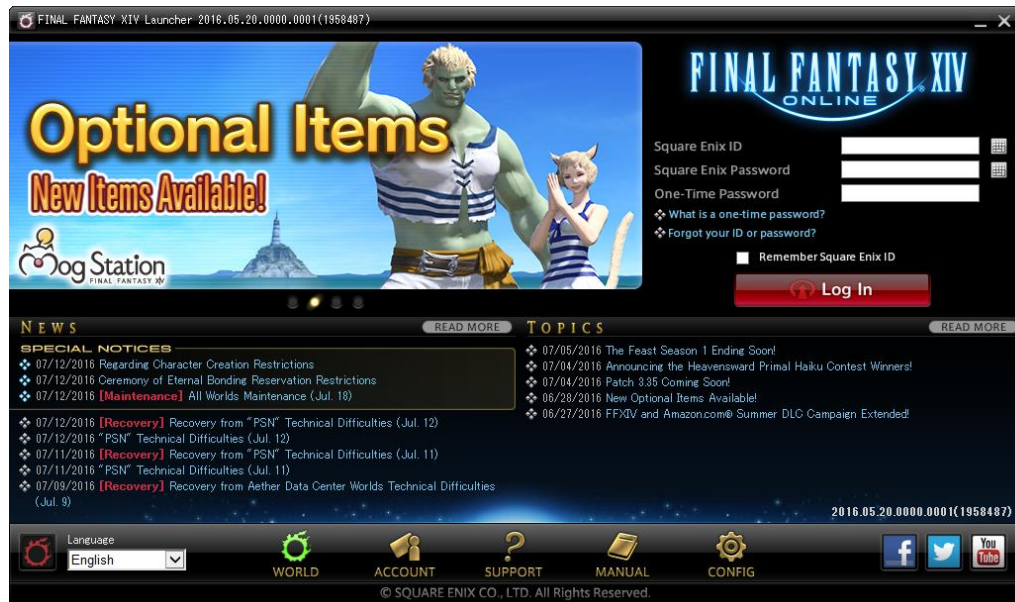 FINAL FANTASY XIV Launcher 2016.05.20.0000.0001(1958487)
Optional Items
New Items Available!
Mog Station
FINAL FANTASY XIV
FINAL FANTASY XIV
ONLINE
Square Enix ID
Square Enix Password
One-Time Password
What is a one-time password?
Forgot your ID or password?
Remember Square Enix ID
Log In
NEWS
READ MORE
SPECIAL NOTICES
07/12/2016 Regarding Character Creation Restrictions
07/12/2016 Ceremony of Eternal Bonding Reservation Restrictions
07/12/2016 [Maintenance] All Worlds Maintenance (Jul. 18)
07/12/2016 [Recovery] Recovery from "PSN" Technical Difficulties (Jul. 12)
07/12/2016 "PSN" Technical Difficulties (Jul. 12)
07/11/2016 [Recovery] Recovery from "PSN" Technical Difficulties (Jul. 11)
07/11/2016 "PSN" Technical Difficulties (Jul. 11)
07/09/2016 [Recovery] Recovery from Aether Data Center Worlds Technical Difficulties
(Jul. 9)
TOPICS
READ MORE
07/05/2016 The Feast Season 1 Ending Soon!
07/04/2016 Announcing the Heavensward Primal Haiku Contest Winners!
07/04/2016 Patch 3.35 Coming Soon!
06/28/2016 New Optional Items Available!
06/27/2016 FFXIV and Amazon.com® Summer DLC Campaign Extended!
2016.05.20.0000.0001(1958487)
Language
English
WORLD
ACCOUNT
SUPPORT
MANUAL
CONFIG
You Tube
© SQUARE ENIX CO., LTD. All Rights Reserved.